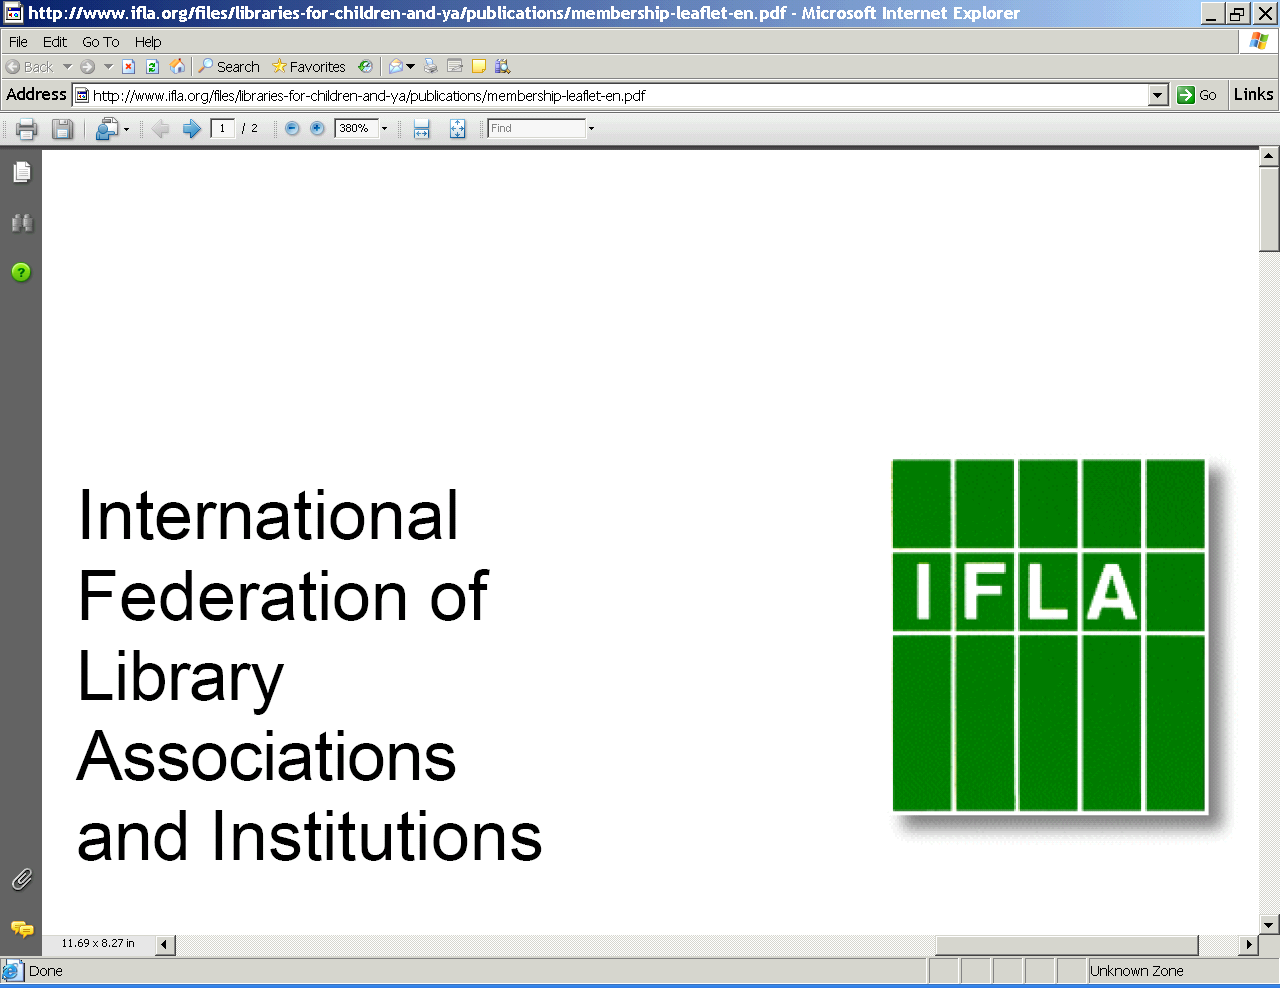 http://www.ifla.org/files/libraries-for-children-and-ya/publications/membership-leaflet-en.pdf - Microsoft Internet Explorer
File Edit Go To Help
Back Search Favorites
Address http://www.ifla.org/files/libraries-for-children-and-ya/publications/membership-leaflet-en.pdf Go Links
1 / 2 380% Find
International
Federation of
Library
Associations
and Institutions
IFLA
11.69 x 8.27 in
Done Unknown Zone